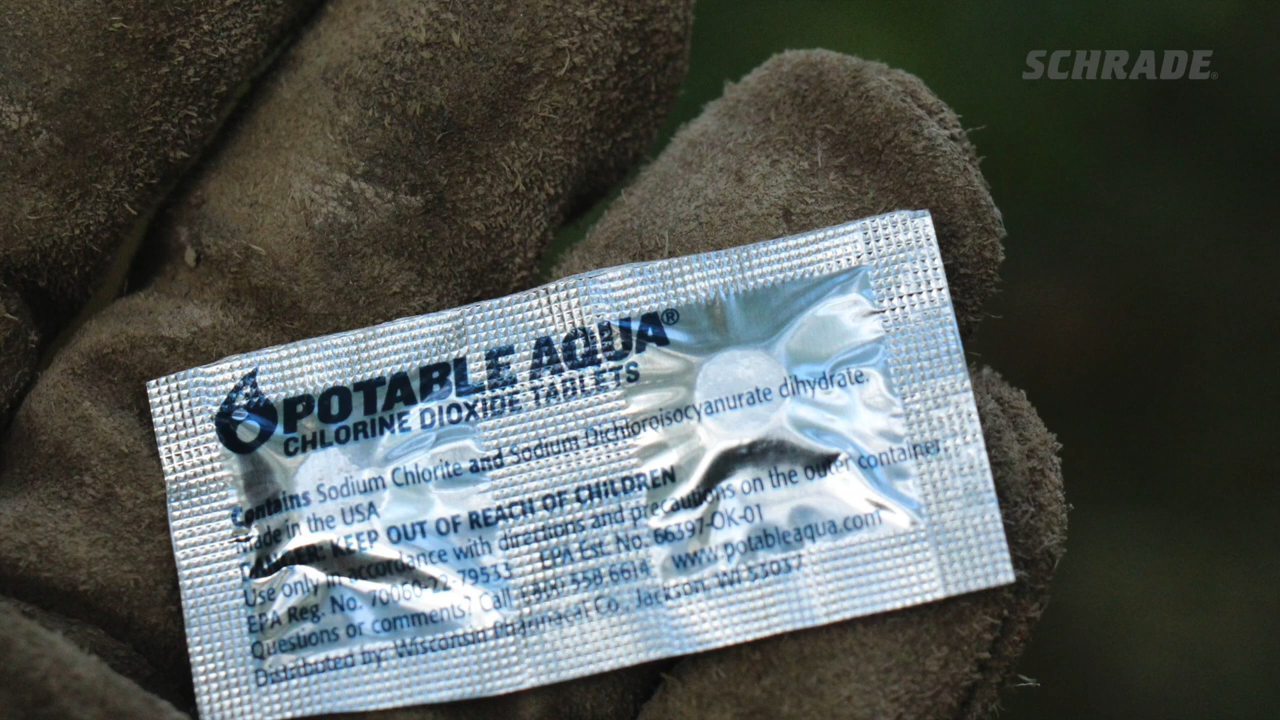 SCHRADE®
POTABLE AQUA®
CHLORINE DIOXIDE TABLETS
Contains Sodium Chlorite and Sodium Dichloroisocyanurate dihydrate.
Made in the USA
DANGER: KEEP OUT OF REACH OF CHILDREN
Use only in accordance with directions and precautions on the outer container.
EPA Reg. No. 70060-22-79533 EPA Est. No. 66397-OK-01
Questions or comments? Call 558-6614 www.potableaqua.com
Distributed by: Wisconsin Pharmacal Co., Jackson, WI 53037